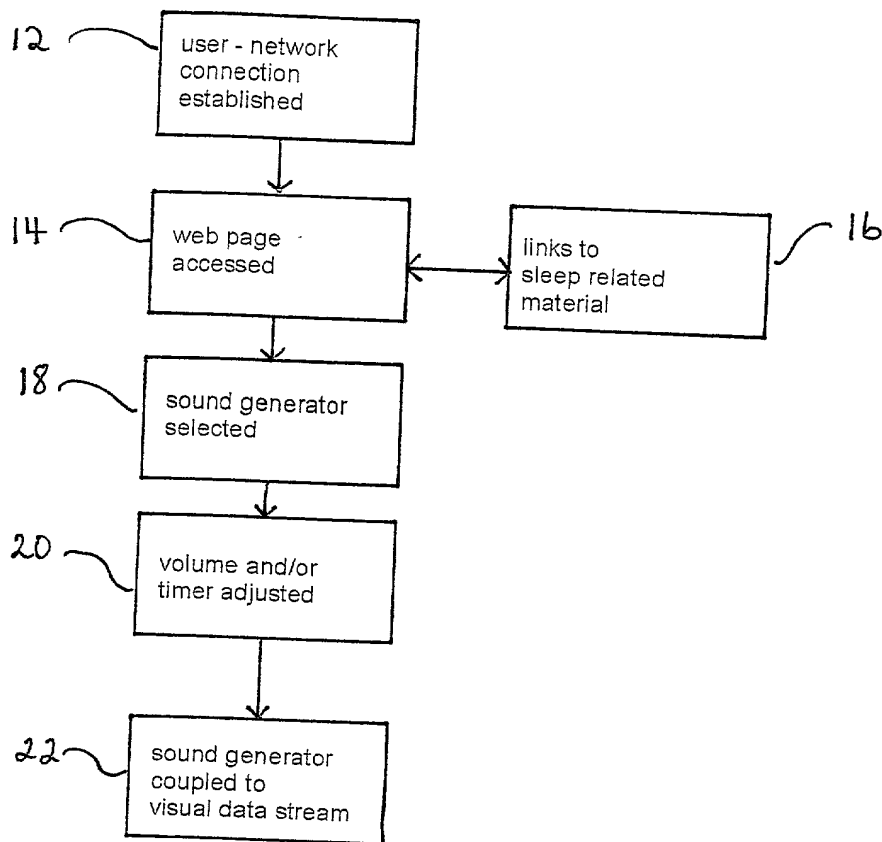 12
user - network
connection
established
14
web page
accessed
links to
sleep related
material
16
18
sound generator
selected
20
volume and/or
timer adjusted
22
sound generator
coupled to
visual data stream